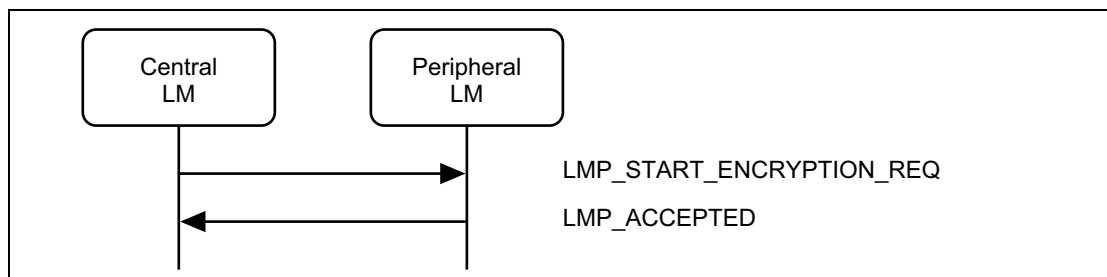 Central
LM
Peripheral
LM
LMP_START_ENCRYPTION_REQ
LMP_ACCEPTED